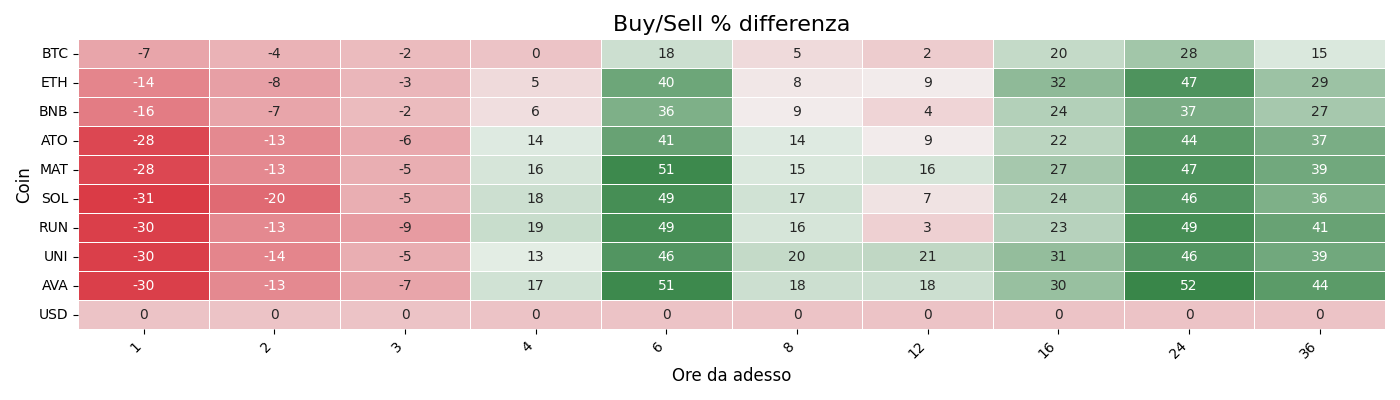 Buy/Sell % differenza
Coin
BTC -7 -4 -2 0 18 5 2 20 28 15
ETH -14 -8 -3 5 40 8 9 32 47 29
BNB -16 -7 -2 6 36 9 4 24 37 27
ATO -28 -13 -6 14 41 14 9 22 44 37
MAT -28 -13 -5 16 51 15 16 27 47 39
SOL -31 -20 -5 18 49 17 7 24 46 36
RUN -30 -13 -9 19 49 16 3 23 49 41
UNI -30 -14 -5 13 46 20 21 31 46 39
AVA -30 -13 -7 17 51 18 18 30 52 44
USD 0 0 0 0 0 0 0 0 0 0
1 2 3 4 6 8 12 16 24 36
Ore da adesso